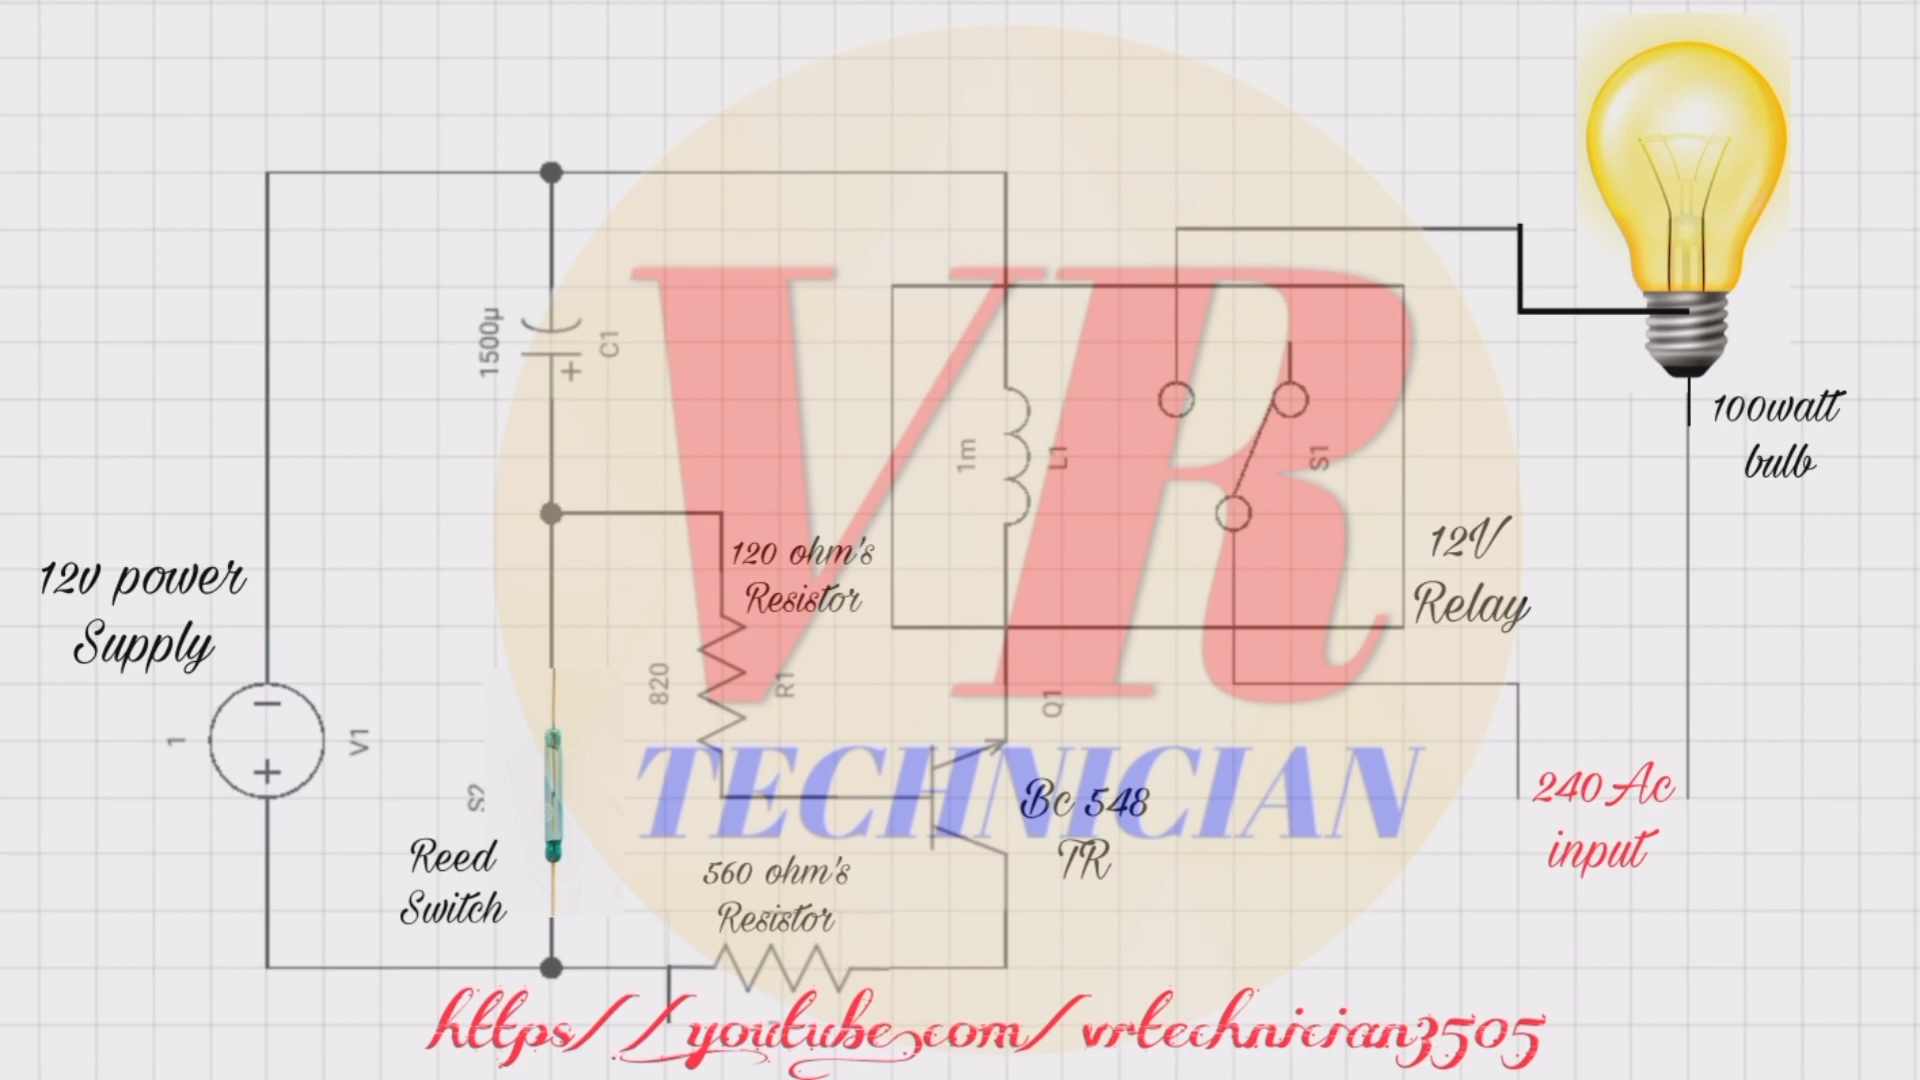 VR
TECHNICIAN
12v power
Supply
1
V1
1500µ
C1
+
S2
Reed
Switch
120 ohm's
Resistor
820
R1
560 ohm's
Resistor
1m
L1
S1
Q1
Bc 548
TR
12V
Relay
100watt
bulb
240 Ac
input
https//youtube.com/vrtechnician3505